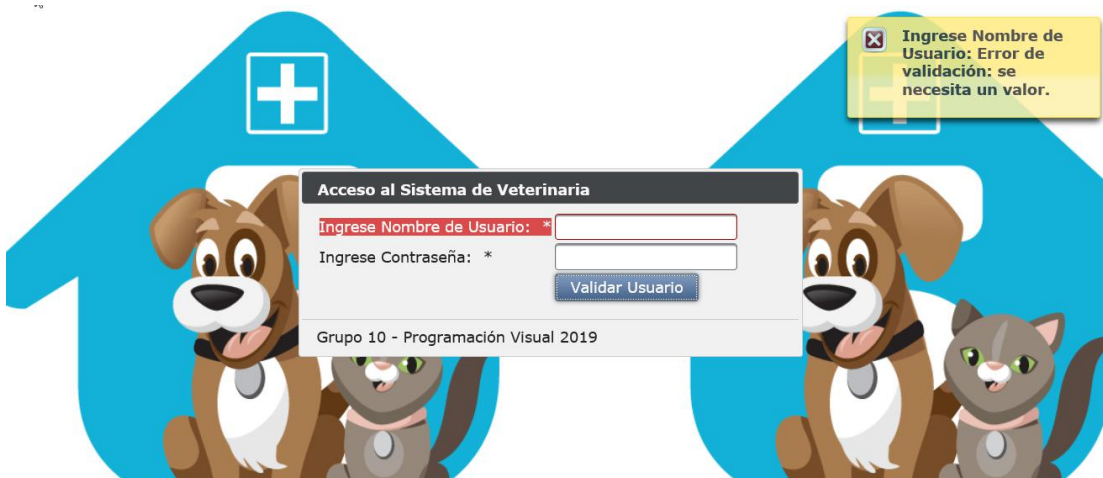 Ingrese Nombre de
Usuario: Error de
validación: se
necesita un valor.
Acceso al Sistema de Veterinaria
Ingrese Nombre de Usuario: *
Ingrese Contraseña: *
Validar Usuario
Grupo 10 - Programación Visual 2019